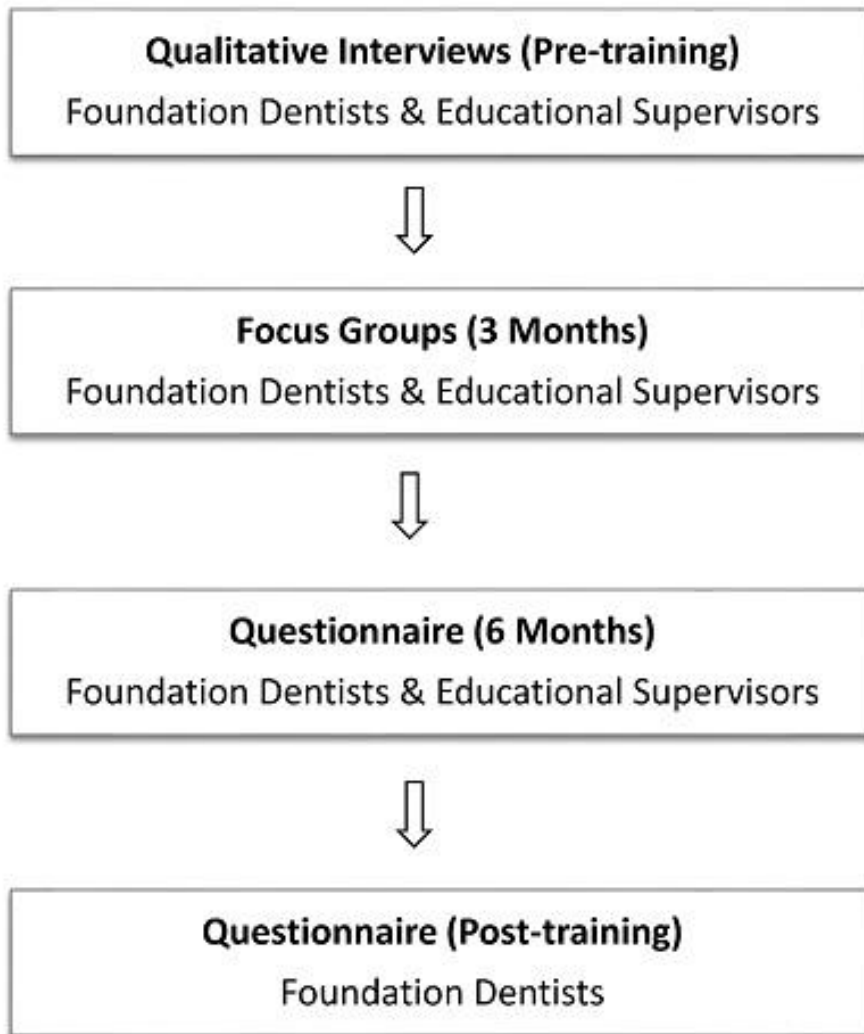 Qualitative Interviews (Pre-training)
Foundation Dentists & Educational Supervisors
Focus Groups (3 Months)
Foundation Dentists & Educational Supervisors
Questionnaire (6 Months)
Foundation Dentists & Educational Supervisors
Questionnaire (Post-training)
Foundation Dentists